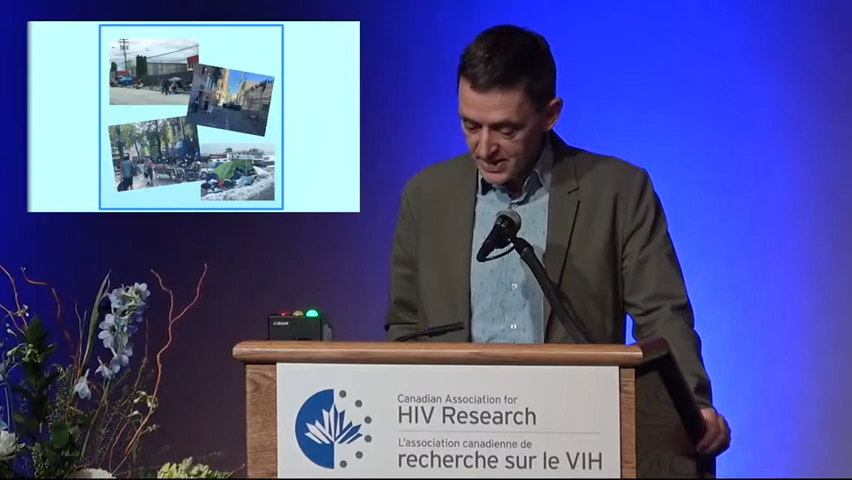 Canadian Association for
HIV Research
L'association canadienne de
recherche sur le VIH